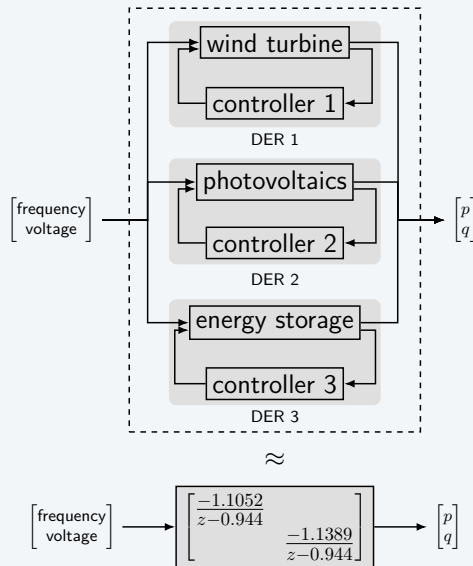 wind turbine
controller 1
DER 1
photovoltaics
[frequency voltage]
[p q]
controller 2
DER 2
energy storage
controller 3
DER 3
≈
[frequency voltage]
[-1.1052/(z-0.944) -1.1389/(z-0.944)]
[p q]